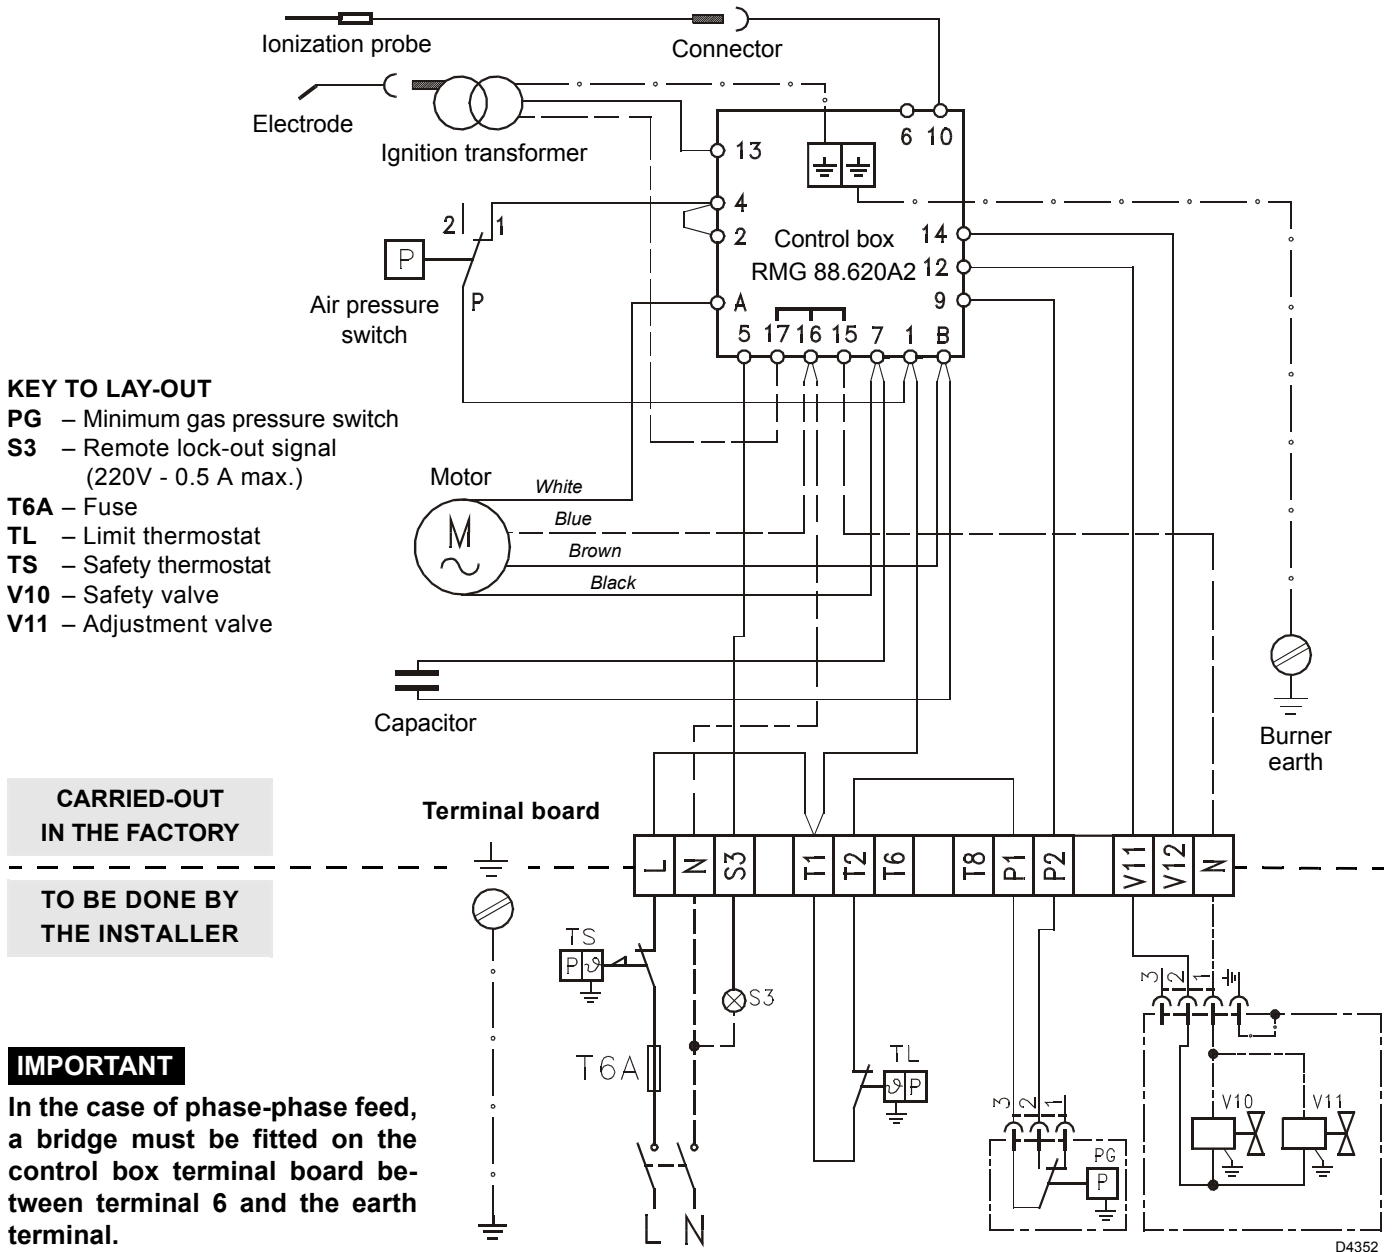 Ionization probe
Connector
Electrode
Ignition transformer
6 10
13
4
2
2 1
Control box
RMG 88.620A2
14
12
9
P
P
Air pressure
switch
A
5 17 16 15 7 1 B
KEY TO LAY-OUT
PG – Minimum gas pressure switch
S3 – Remote lock-out signal
(220V - 0.5 A max.)
T6A – Fuse
TL – Limit thermostat
TS – Safety thermostat
V10 – Safety valve
V11 – Adjustment valve
Motor
White
Blue
Brown
Black
M
Capacitor
Burner
earth
CARRIED-OUT
IN THE FACTORY
Terminal board
L N S3 T1 T2 T6 T8 P1 P2 V11 V12 N
TO BE DONE BY
THE INSTALLER
TS
P ϑ
S3
T6A
TL
ϑ P
3 2 1
V10 V11
3 2 1
PG
P
L N
IMPORTANT
In the case of phase-phase feed,
a bridge must be fitted on the
control box terminal board be-
tween terminal 6 and the earth
terminal.
D4352